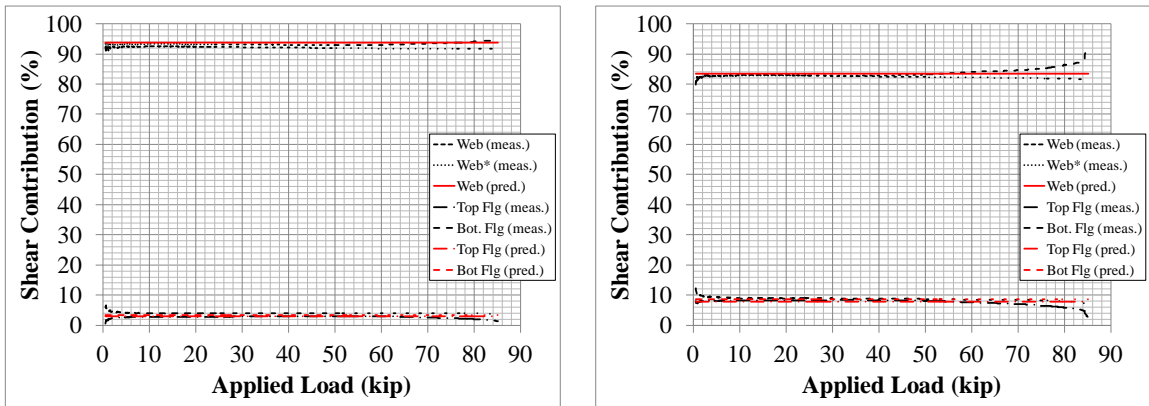 Shear Contribution (%)
100
90
80
70
60
50
40
30
20
10
0
Web (meas.)
Web* (meas.)
Web (pred.)
Top Flg (meas.)
Bot. Flg (meas.)
Top Flg (pred.)
Bot Flg (pred.)
0 10 20 30 40 50 60 70 80 90
Applied Load (kip)
Shear Contribution (%)
100
90
80
70
60
50
40
30
20
10
0
Web (meas.)
Web* (meas.)
Web (pred.)
Top Flg (meas.)
Bot. Flg (meas.)
Top Flg (pred.)
Bot Flg (pred.)
0 10 20 30 40 50 60 70 80 90
Applied Load (kip)